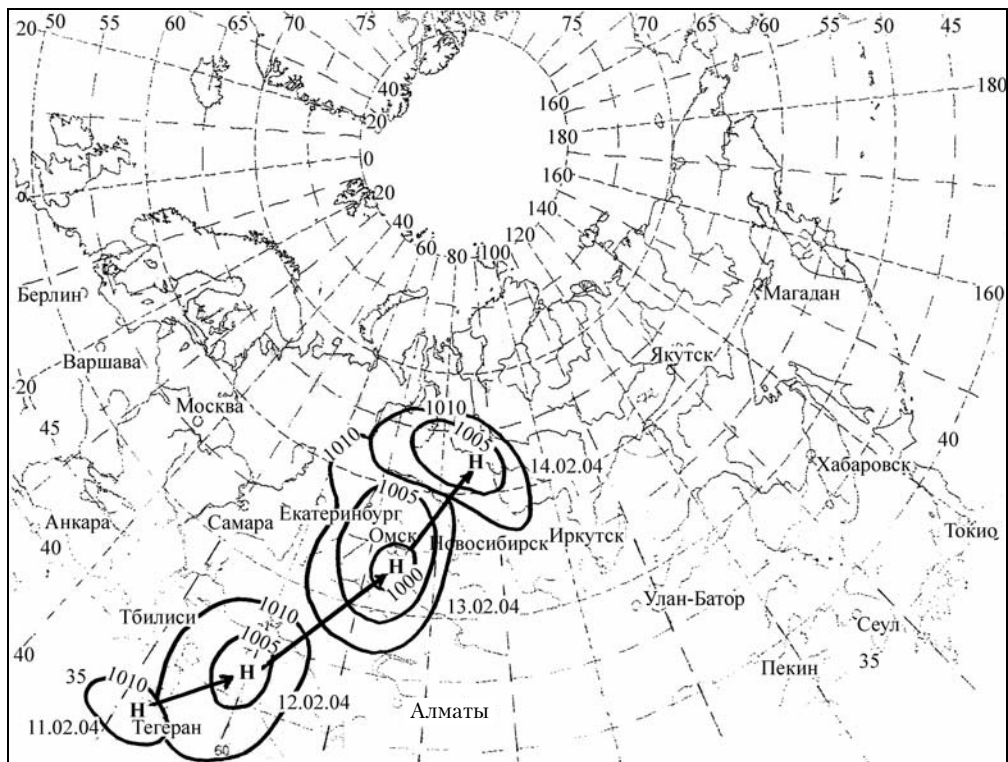 20 50 55 60 65 70 75 75 70 65 60 55 50 45 40
40
160
180
20
180
0
160
20
140
0
40
60
80
100
120
Берлин
Магадан
160
Варшава
Якутск
20
Москва
1010
45
1010
1005
40
Н
14.02.04
Хабаровск
1005
Екатеринбург
Анкара
Самара
Омск
Новосибирск
Иркутск
Токио
40
Н
1000
13.02.04
Улан-Батор
Тбилиси
1010
Сеул
40
1005
35
Пекин
35
1010
Н
Н
12.02.04
Алматы
11.02.04
Тегеран
60